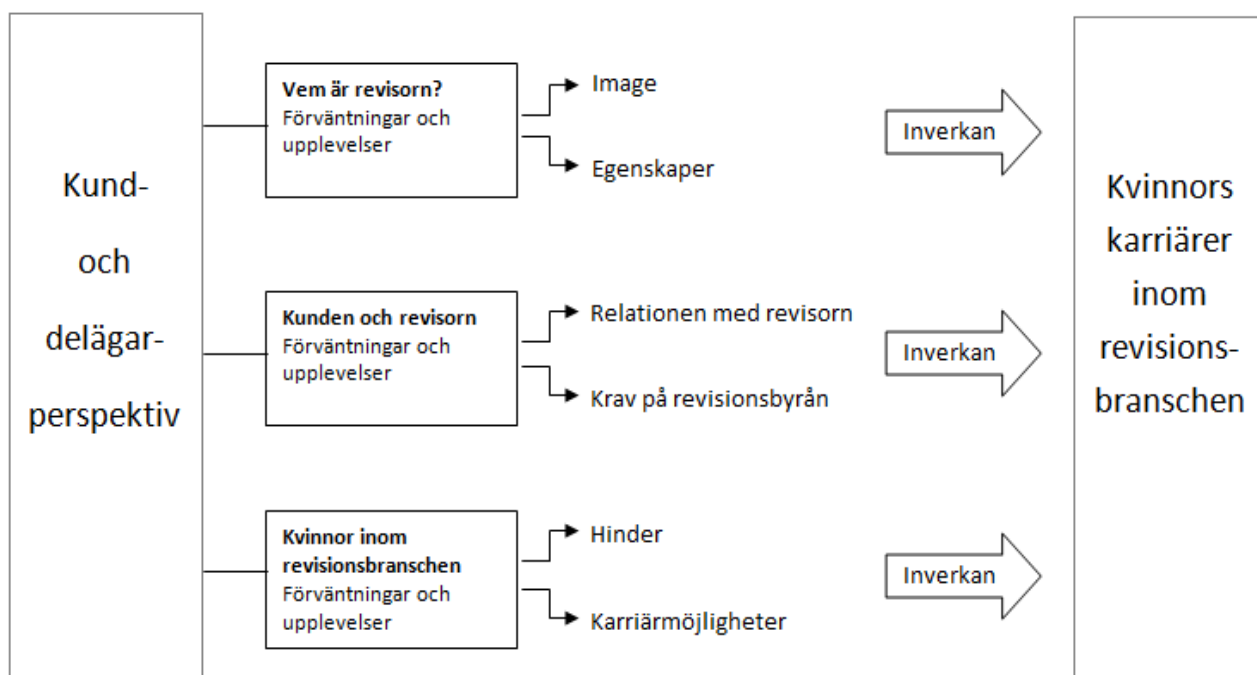 Kund-
och
delägar-
perspektiv
Vem är revisorn?
Förväntningar och
upplevelser
Image
Egenskaper
Inverkan
Kunden och revisorn
Förväntningar och
upplevelser
Relationen med revisorn
Krav på revisionsbyrån
Inverkan
Kvinnor inom
revisionsbranschen
Förväntningar och
upplevelser
Hinder
Karriärmöjligheter
Inverkan
Kvinnors
karriärer
inom
revisions-
branschen